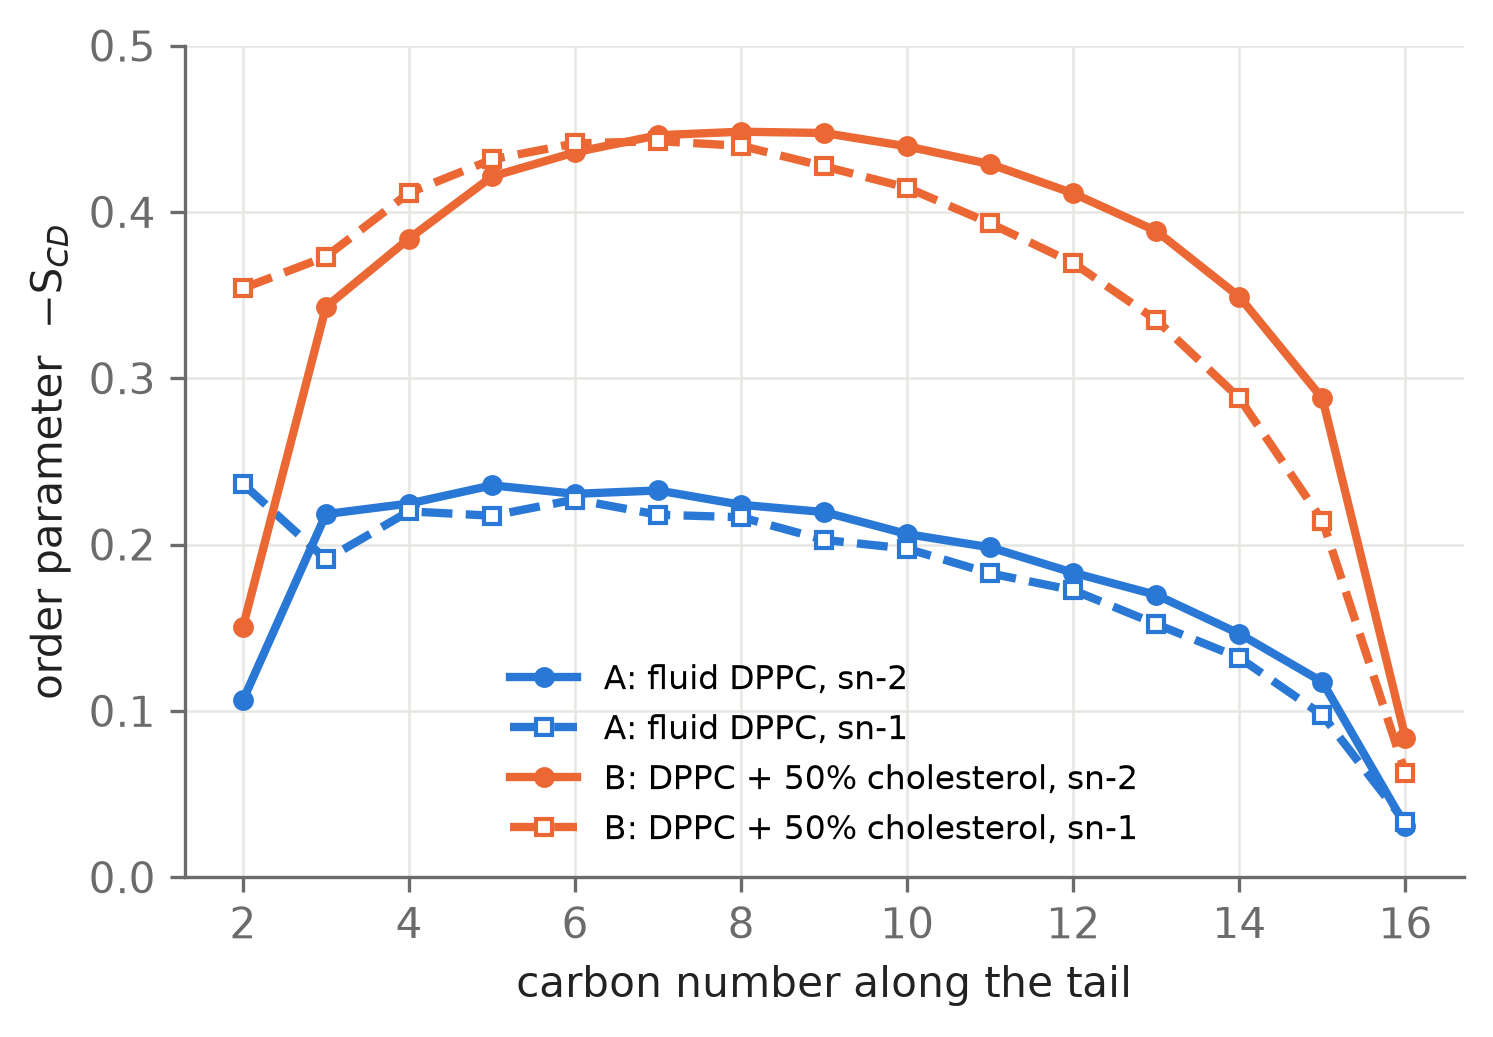 0.5
0.4
0.3
0.2
0.1
0.0
order parameter −S_CD
A: fluid DPPC, sn-2
A: fluid DPPC, sn-1
B: DPPC + 50% cholesterol, sn-2
B: DPPC + 50% cholesterol, sn-1
2 4 6 8 10 12 14 16
carbon number along the tail